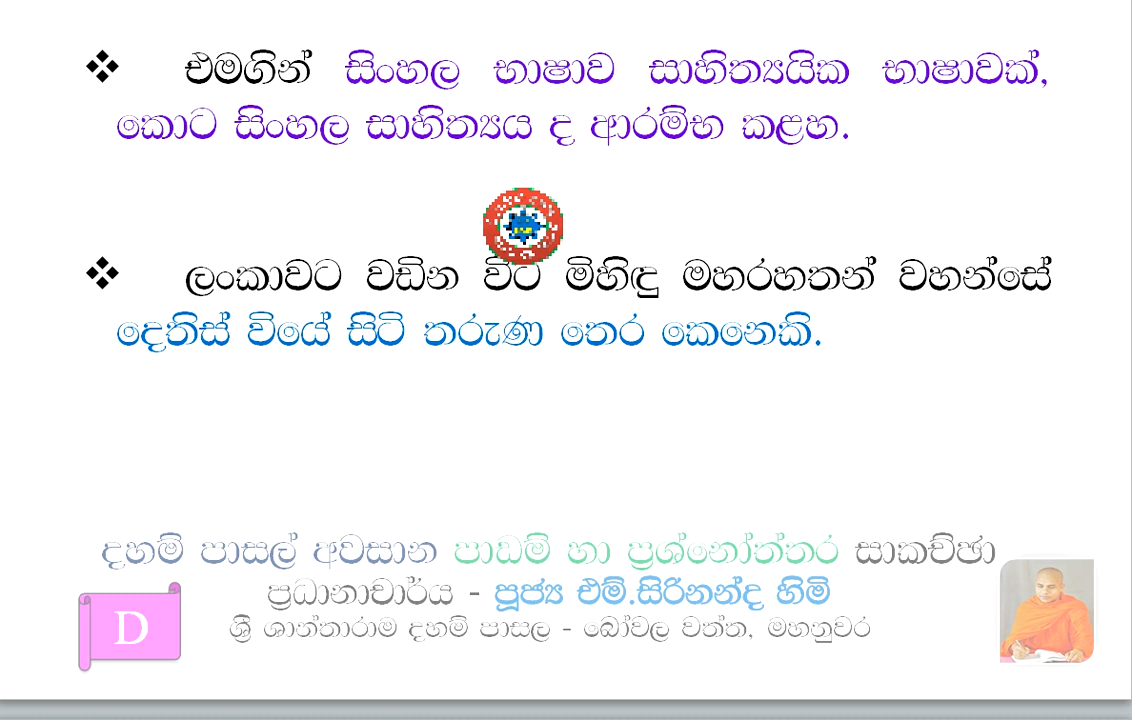 ❖ එමගින් සිංහල භාෂාව සාහිත්‍යයික භාෂාවක්,
කොට සිංහල සාහිත්‍යය ද ආරම්භ කළහ.
❖ ලංකාවට වඩින විට මිහිඳු මහරහතන් වහන්සේ
දෙතිස් වියේ සිටි තරුණ තෙර කෙනෙකි.
දහම් පාසල් අවසාන පාඩම් හා ප්‍රශ්නෝත්තර සාකච්ඡා
ප්‍රධානාචාර්ය - පූජ්‍ය එම්.සිරිනන්ද හිමි
ශ්‍රී ශාන්තාරාම දහම් පාසල - බෝවල වත්ත, මහනුවර
D